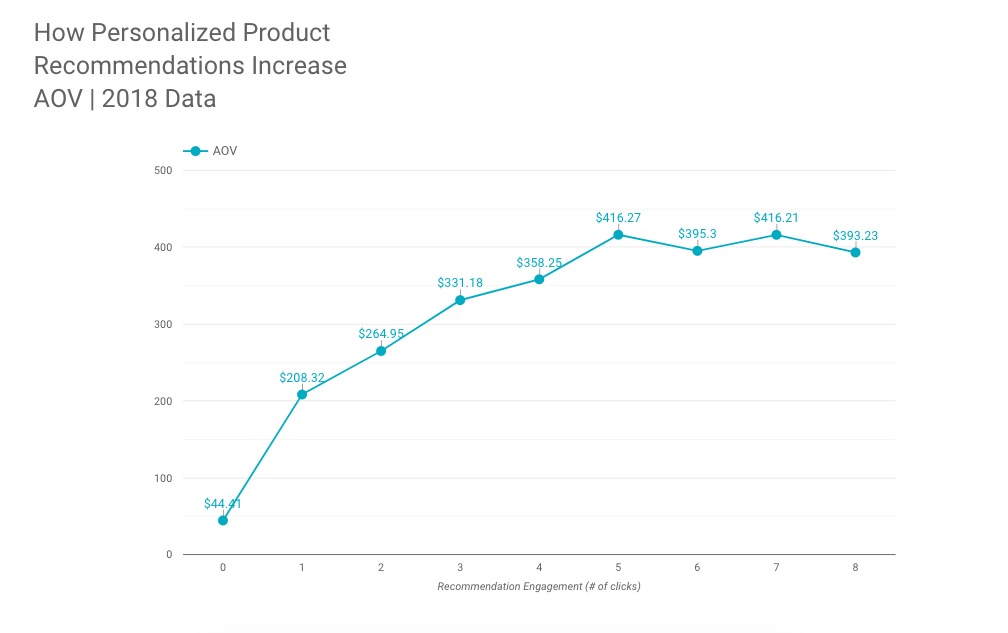 How Personalized Product
Recommendations Increase
AOV | 2018 Data
AOV
500
400
300
200
100
0
$44.41
$208.32
$264.95
$331.18
$358.25
$416.27
$395.3
$416.21
$393.23
0 1 2 3 4 5 6 7 8
Recommendation Engagement (# of clicks)